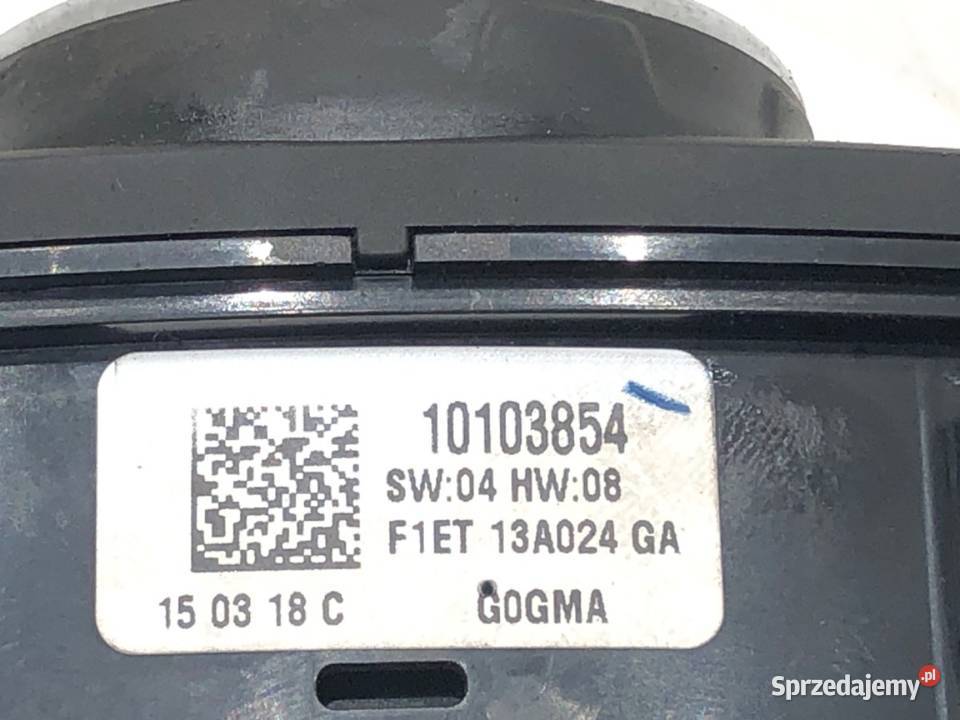 10103854
SW:04 HW:08
F1ET 13A024 GA
15 03 18 C G0GMA
Sprzedajemy.pl